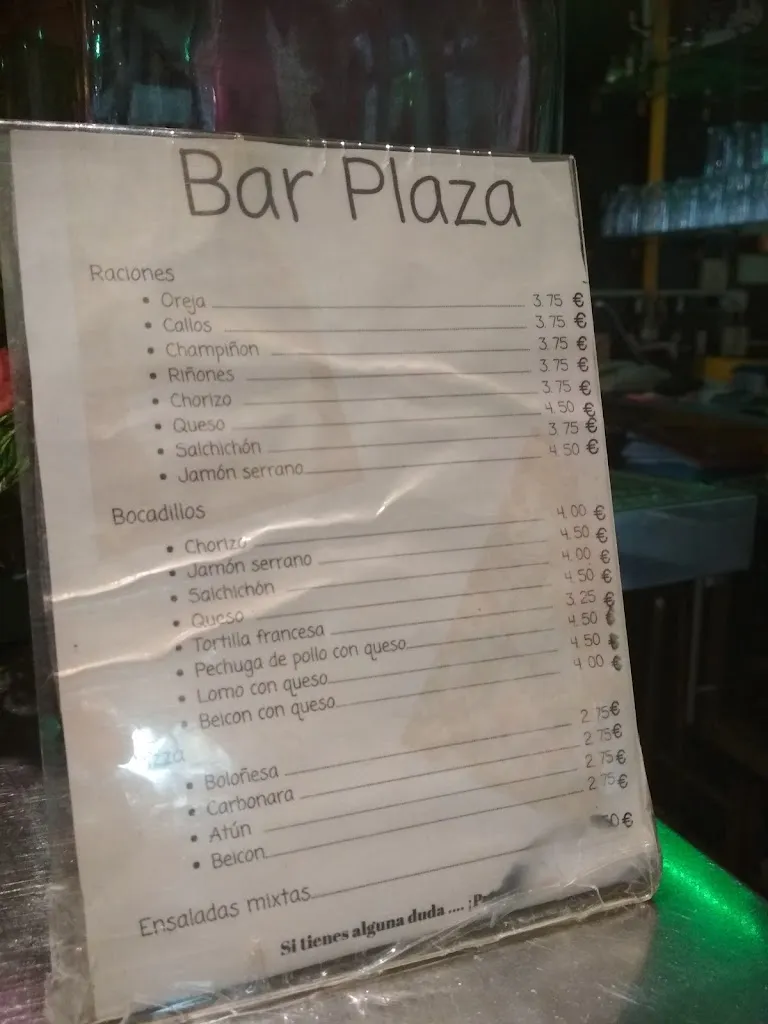 Bar Plaza
Raciones
• Oreja 3.75 €
• Callos 3.75 €
• Champiñon 3.75 €
• Riñones 3.75 €
• Chorizo 3.75 €
• Queso 4.50 €
• Salchichón 3.75 €
• Jamón serrano 4.50 €
Bocadillos
• Chorizo 4.00 €
• Jamón serrano 4.50 €
• Salchichón 4.00 €
• Queso 4.50 €
• Tortilla francesa 3.25 €
• Pechuga de pollo con queso 4.50 €
• Lomo con queso 4.50 €
• Beicon con queso 4.00 €
• Boloñesa 2.75€
• Carbonara 2.75€
• Atún 2.75€
• Beicon 2.75€
Ensaladas mixtas €
Si tienes alguna duda ....